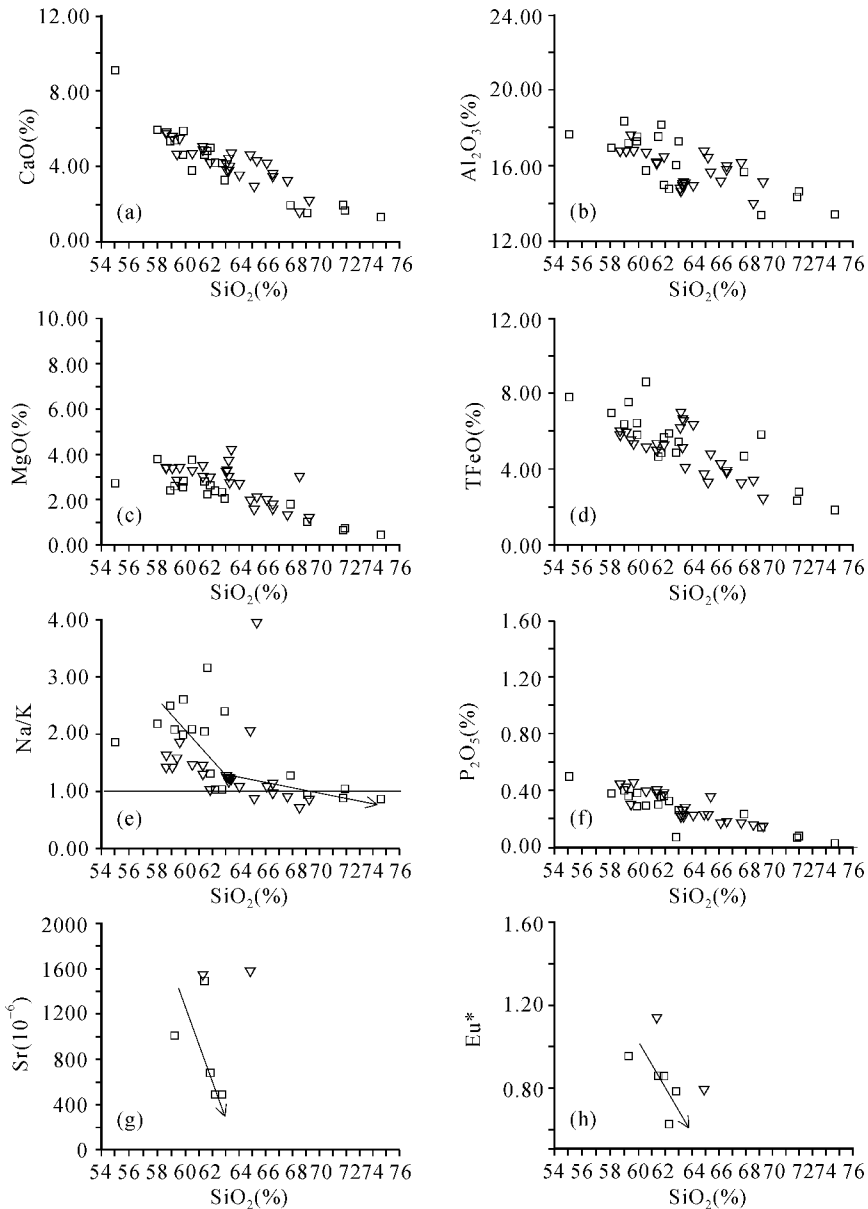 12.00
8.00
4.00
0.00
CaO(%)
(a)
54 56 58 60 62 64 66 68 70 72 74 76
SiO₂(%)
24.00
20.00
16.00
12.00
Al₂O₃(%)
(b)
54 56 58 60 62 64 66 68 70 72 74 76
SiO₂(%)
10.00
8.00
6.00
4.00
2.00
0.00
MgO(%)
(c)
54 56 58 60 62 64 66 68 70 72 74 76
SiO₂(%)
12.00
8.00
4.00
0.00
TFeO(%)
(d)
54 56 58 60 62 64 66 68 70 72 74 76
SiO₂(%)
4.00
3.00
2.00
1.00
0.00
Na/K
(e)
54 56 58 60 62 64 66 68 70 72 74 76
SiO₂(%)
1.60
1.20
0.80
0.40
0.00
P₂O₅(%)
(f)
54 56 58 60 62 64 66 68 70 72 74 76
SiO₂(%)
2000
1600
1200
800
400
0
Sr(10⁻⁶)
(g)
54 56 58 60 62 64 66 68 70 72 74 76
SiO₂(%)
1.60
1.20
0.80
Eu*
(h)
54 56 58 60 62 64 66 68 70 72 74 76
SiO₂(%)